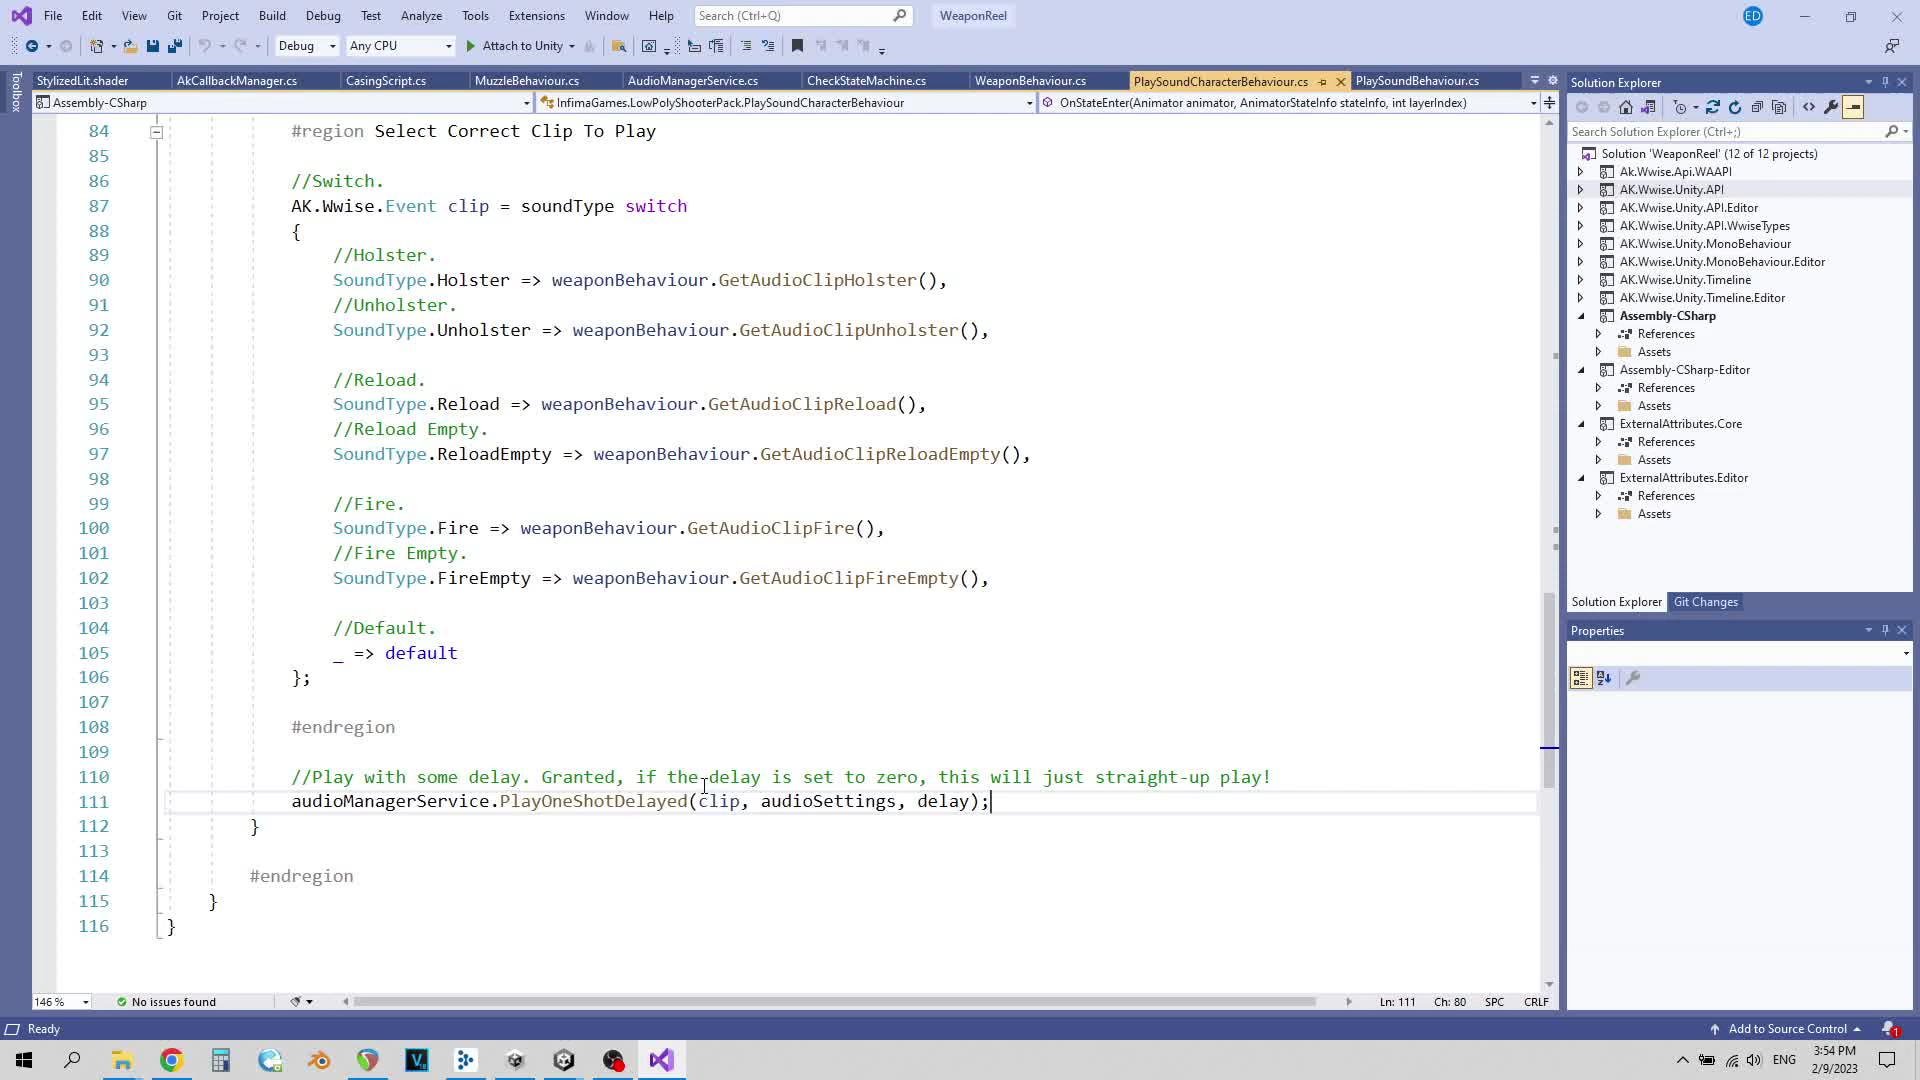 File Edit View Git Project Build Debug Test Analyze Tools Extensions Window Help Search (Ctrl+Q) WeaponReel ED
Debug Any CPU Attach to Unity
StylizedLit.shader AkCallbackManager.cs CasingScript.cs MuzzleBehaviour.cs AudioManagerService.cs CheckStateMachine.cs WeaponBehaviour.cs PlaySoundCharacterBehaviour.cs PlaySoundBehaviour.cs
Toolbox
Assembly-CSharp InfimaGames.LowPolyShooterPack.PlaySoundCharacterBehaviour OnStateEnter(Animator animator, AnimatorStateInfo stateInfo, int layerIndex)
84 #region Select Correct Clip To Play
85
86 //Switch.
87 AK.Wwise.Event clip = soundType switch
88 {
89 //Holster.
90 SoundType.Holster => weaponBehaviour.GetAudioClipHolster(),
91 //Unholster.
92 SoundType.Unholster => weaponBehaviour.GetAudioClipUnholster(),
93
94 //Reload.
95 SoundType.Reload => weaponBehaviour.GetAudioClipReload(),
96 //Reload Empty.
97 SoundType.ReloadEmpty => weaponBehaviour.GetAudioClipReloadEmpty(),
98
99 //Fire.
100 SoundType.Fire => weaponBehaviour.GetAudioClipFire(),
101 //Fire Empty.
102 SoundType.FireEmpty => weaponBehaviour.GetAudioClipFireEmpty(),
103
104 //Default.
105 _ => default
106 };
107
108 #endregion
109
110 //Play with some delay. Granted, if the delay is set to zero, this will just straight-up play!
111 audioManagerService.PlayOneShotDelayed(clip, audioSettings, delay);
112 }
113
114 #endregion
115 }
116 }
146 % No issues found Ln: 111 Ch: 80 SPC CRLF
Solution Explorer
Search Solution Explorer (Ctrl+;)
Solution 'WeaponReel' (12 of 12 projects)
Ak.Wwise.Api.WAAPI
AK.Wwise.Unity.API
AK.Wwise.Unity.API.Editor
AK.Wwise.Unity.API.WwiseTypes
AK.Wwise.Unity.MonoBehaviour
AK.Wwise.Unity.MonoBehaviour.Editor
AK.Wwise.Unity.Timeline
AK.Wwise.Unity.Timeline.Editor
Assembly-CSharp
References
Assets
Assembly-CSharp-Editor
References
Assets
ExternalAttributes.Core
References
Assets
ExternalAttributes.Editor
References
Assets
Solution Explorer Git Changes
Properties
Ready Add to Source Control 1
ENG 3:54 PM
2/9/2023